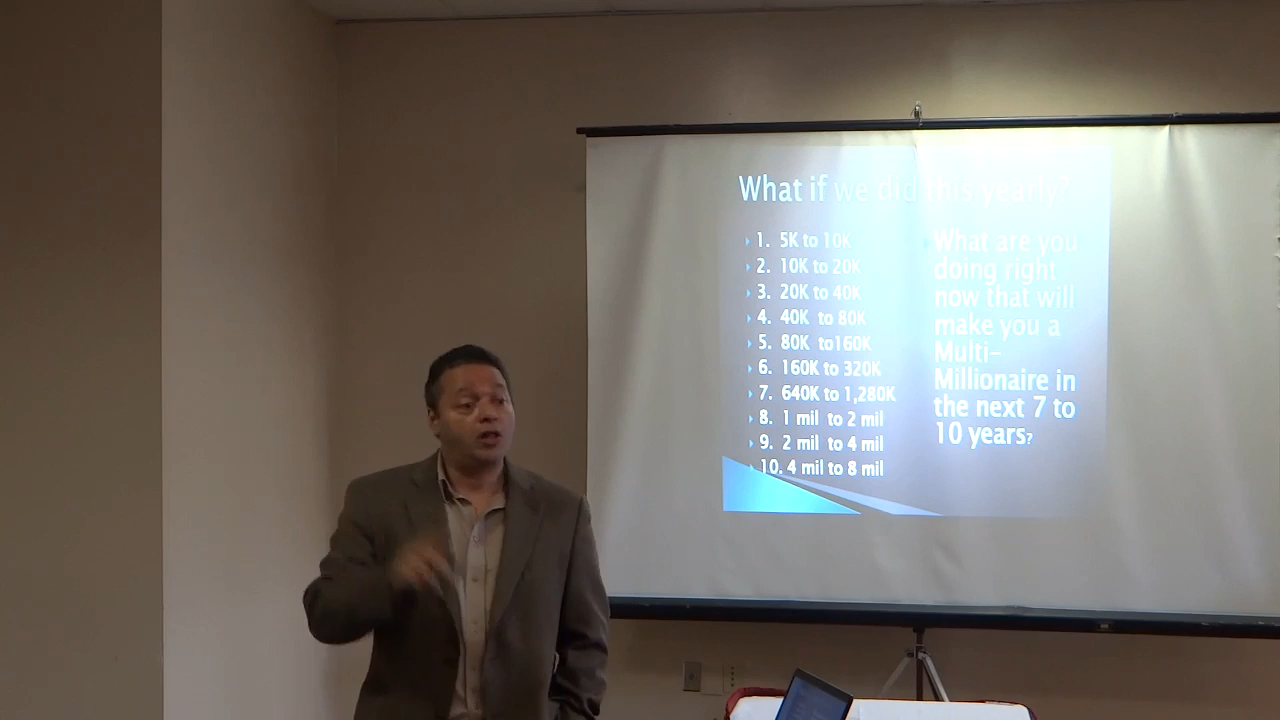 What if we did this yearly?
1. 5K to 10K
2. 10K to 20K
3. 20K to 40K
4. 40K to 80K
5. 80K to160K
6. 160K to 320K
7. 640K to 1,280K
8. 1 mil to 2 mil
9. 2 mil to 4 mil
10. 4 mil to 8 mil
What are you
doing right
now that will
make you a
Multi-
Millionaire in
the next 7 to
10 years?